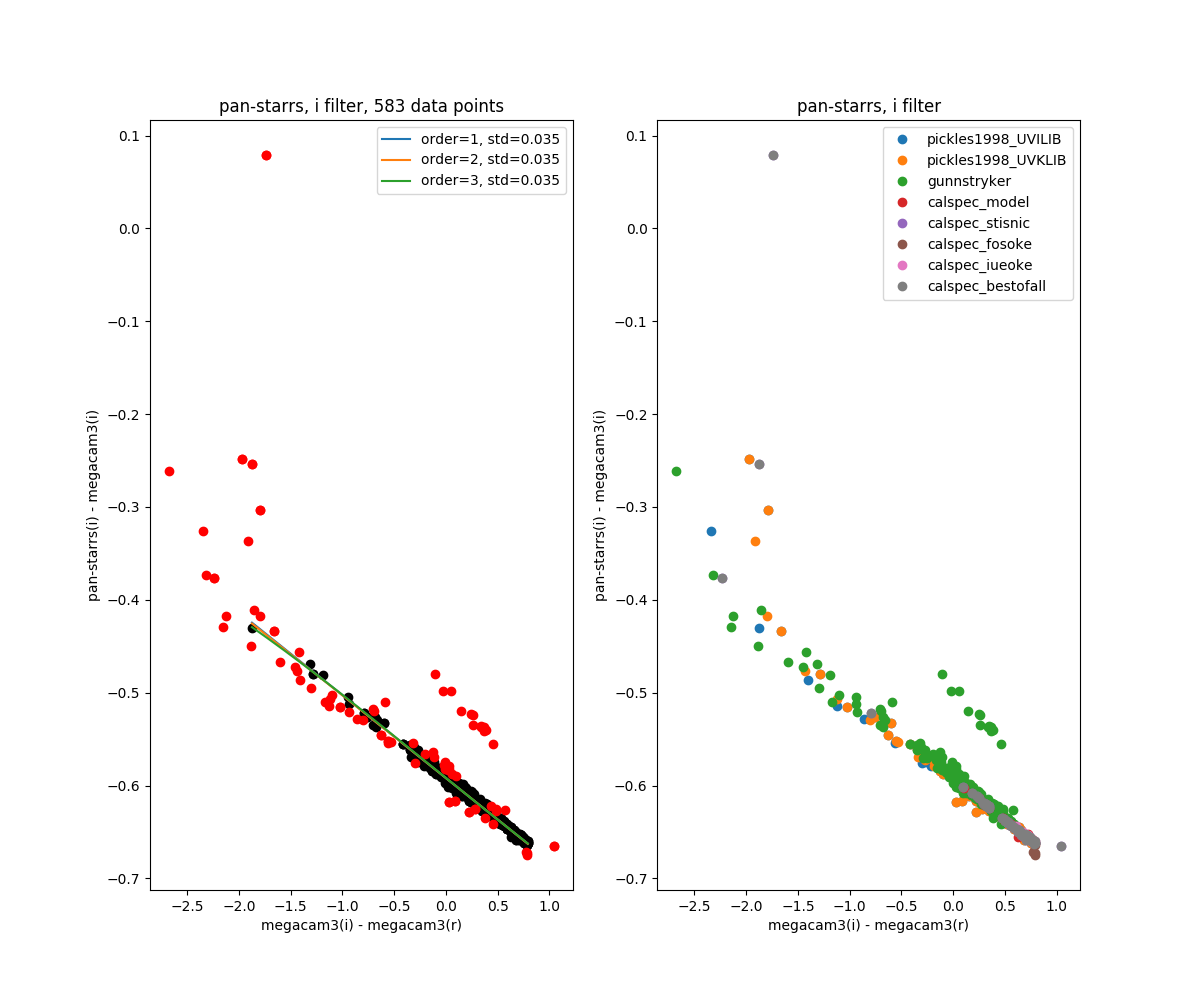 pan-starrs, i filter, 583 data points
order=1, std=0.035
order=2, std=0.035
order=3, std=0.035
0.1
0.0
−0.1
−0.2
−0.3
−0.4
−0.5
−0.6
−0.7
pan-starrs(i) - megacam3(i)
−2.5
−2.0
−1.5
−1.0
−0.5
0.0
0.5
1.0
megacam3(i) - megacam3(r)
pan-starrs, i filter
pickles1998_UVILIB
pickles1998_UVKLIB
gunnstryker
calspec_model
calspec_stisnic
calspec_fosoke
calspec_iueoke
calspec_bestofall
0.1
0.0
−0.1
−0.2
−0.3
−0.4
−0.5
−0.6
−0.7
pan-starrs(i) - megacam3(i)
−2.5
−2.0
−1.5
−1.0
−0.5
0.0
0.5
1.0
megacam3(i) - megacam3(r)